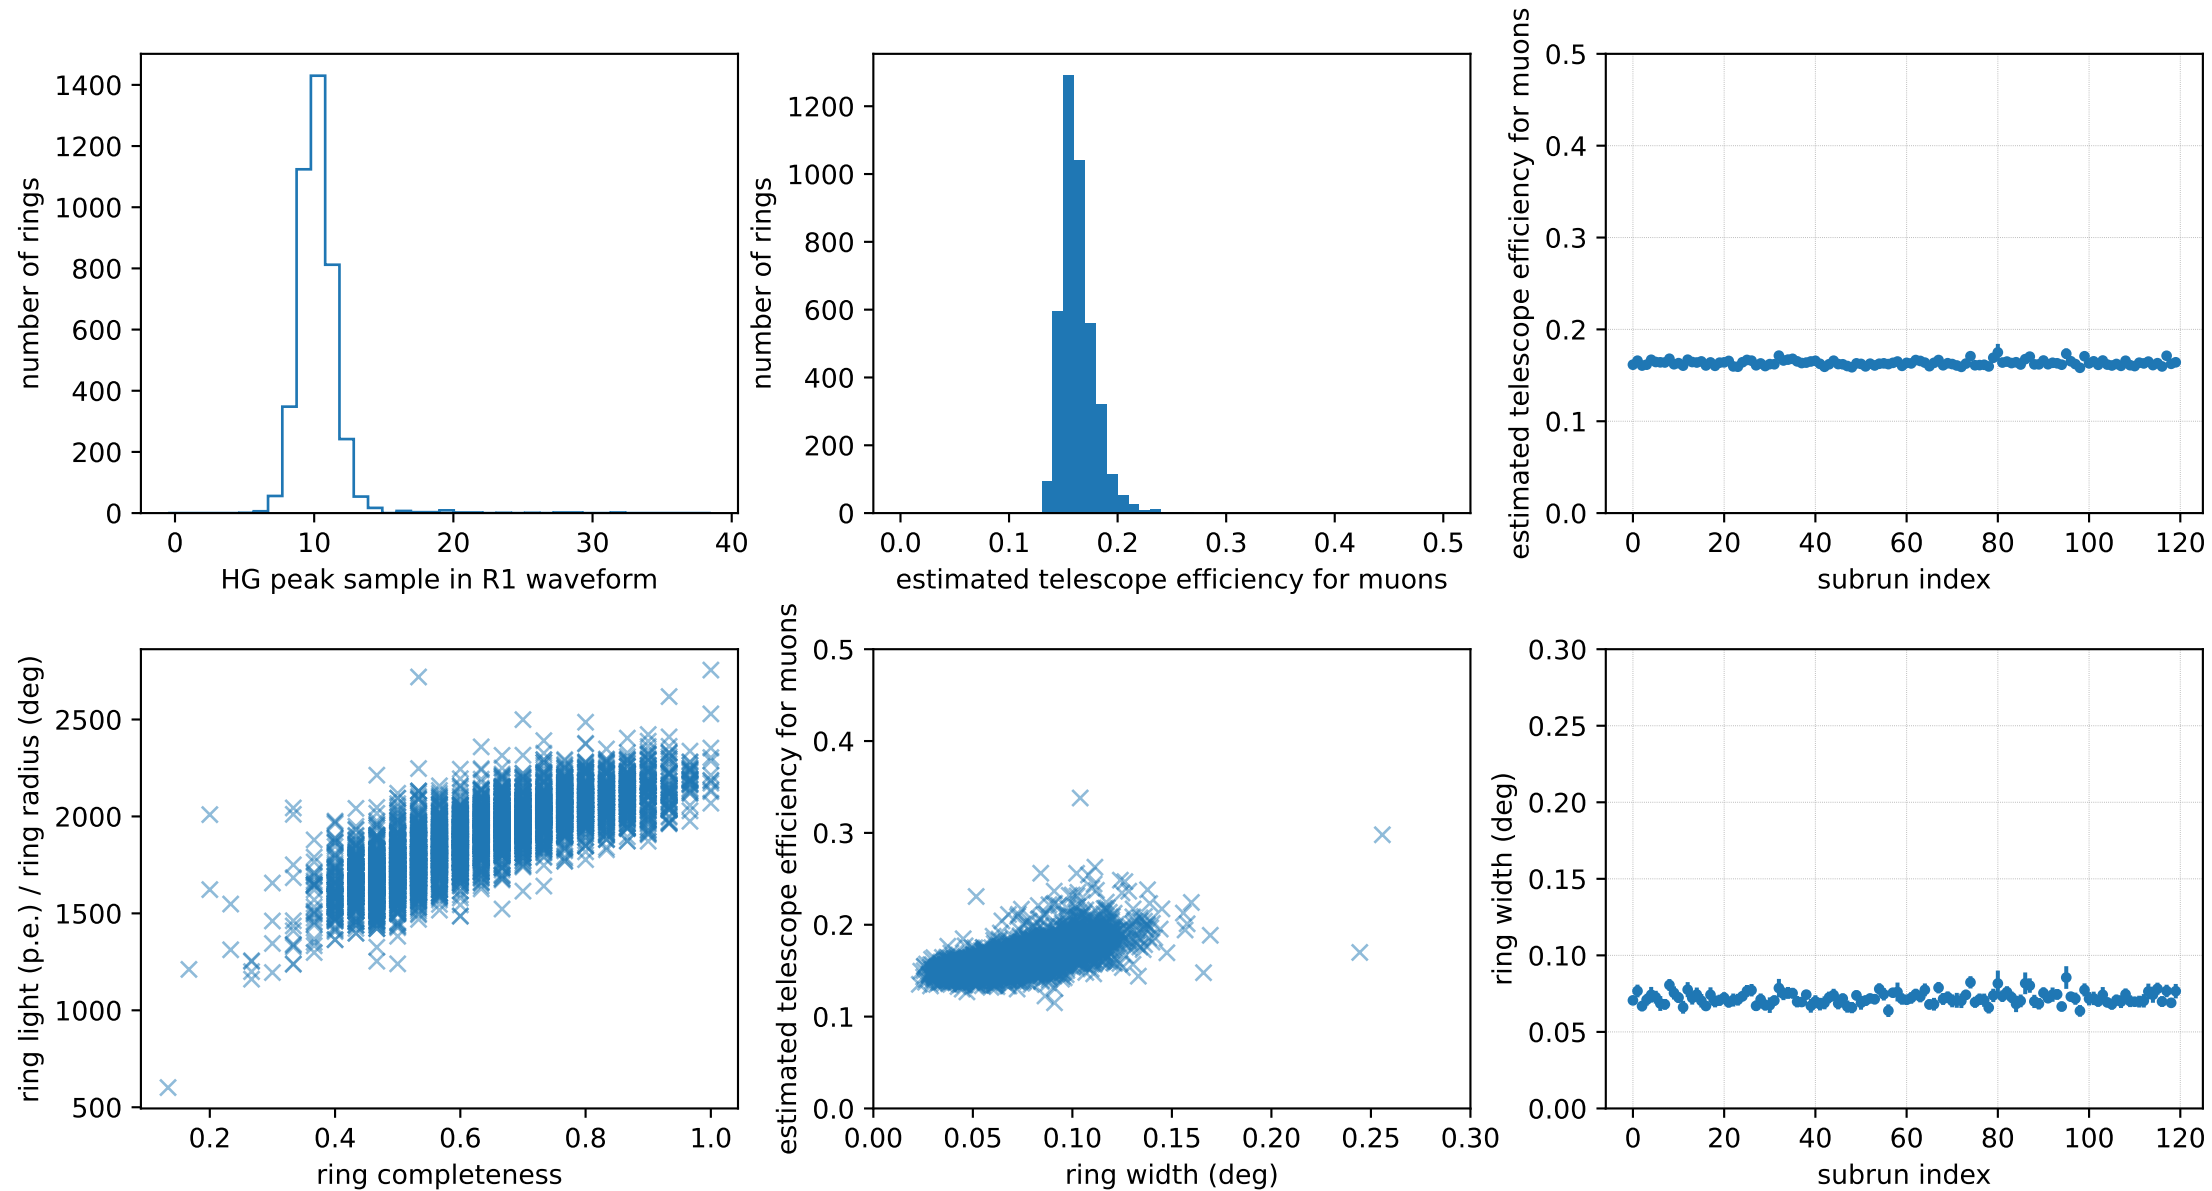 number of rings
1400
1200
1000
800
600
400
200
0
0 10 20 30 40
HG peak sample in R1 waveform
number of rings
1200
1000
800
600
400
200
0
0.0 0.1 0.2 0.3 0.4 0.5
estimated telescope efficiency for muons
estimated telescope efficiency for muons
0.5
0.4
0.3
0.2
0.1
0.0
0 20 40 60 80 100 120
subrun index
ring light (p.e.) / ring radius (deg)
2500
2000
1500
1000
500
0.2 0.4 0.6 0.8 1.0
ring completeness
estimated telescope efficiency for muons
0.5
0.4
0.3
0.2
0.1
0.0
0.00 0.05 0.10 0.15 0.20 0.25 0.30
ring width (deg)
ring width (deg)
0.30
0.25
0.20
0.15
0.10
0.05
0.00
0 20 40 60 80 100 120
subrun index